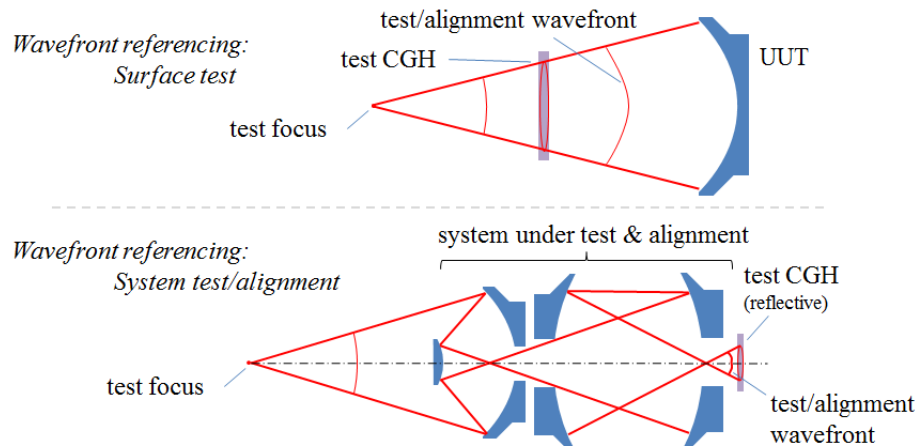 Wavefront referencing:
Surface test
test/alignment wavefront
test CGH
UUT
test focus
Wavefront referencing:
System test/alignment
system under test & alignment
test CGH
(reflective)
test focus
test/alignment
wavefront